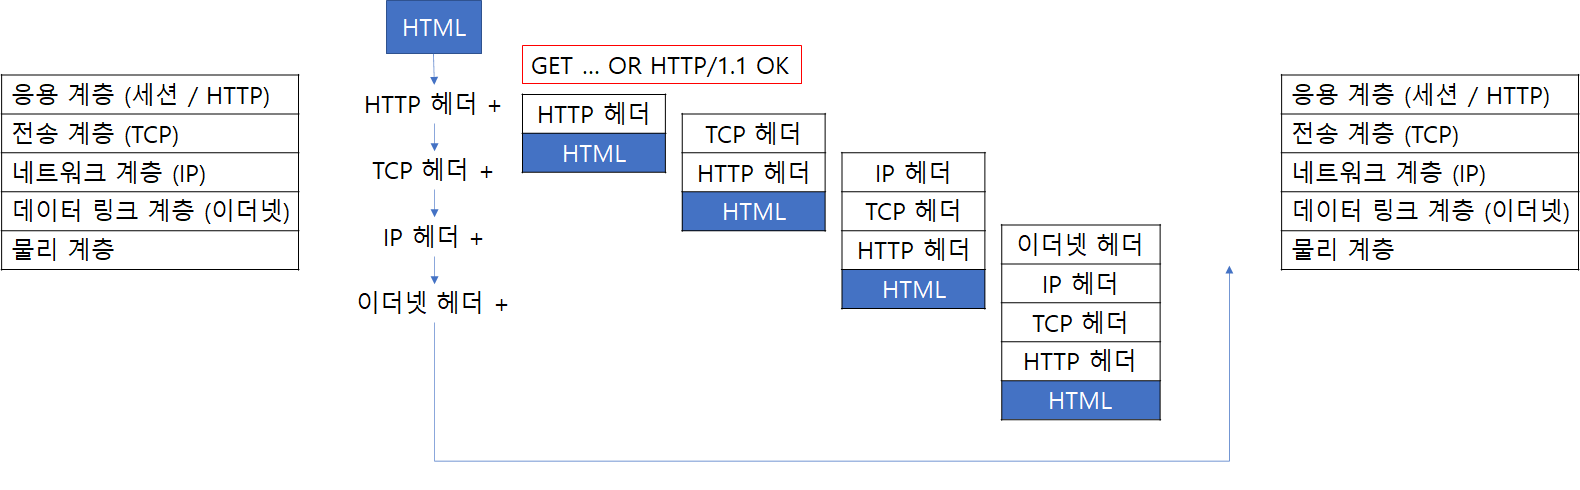 응용 계층 (세션 / HTTP)
전송 계층 (TCP)
네트워크 계층 (IP)
데이터 링크 계층 (이더넷)
물리 계층
HTML
HTTP 헤더 +
TCP 헤더 +
IP 헤더 +
이더넷 헤더 +
GET ... OR HTTP/1.1 OK
HTTP 헤더
HTML
TCP 헤더
HTTP 헤더
HTML
IP 헤더
TCP 헤더
HTTP 헤더
HTML
이더넷 헤더
IP 헤더
TCP 헤더
HTTP 헤더
HTML
응용 계층 (세션 / HTTP)
전송 계층 (TCP)
네트워크 계층 (IP)
데이터 링크 계층 (이더넷)
물리 계층